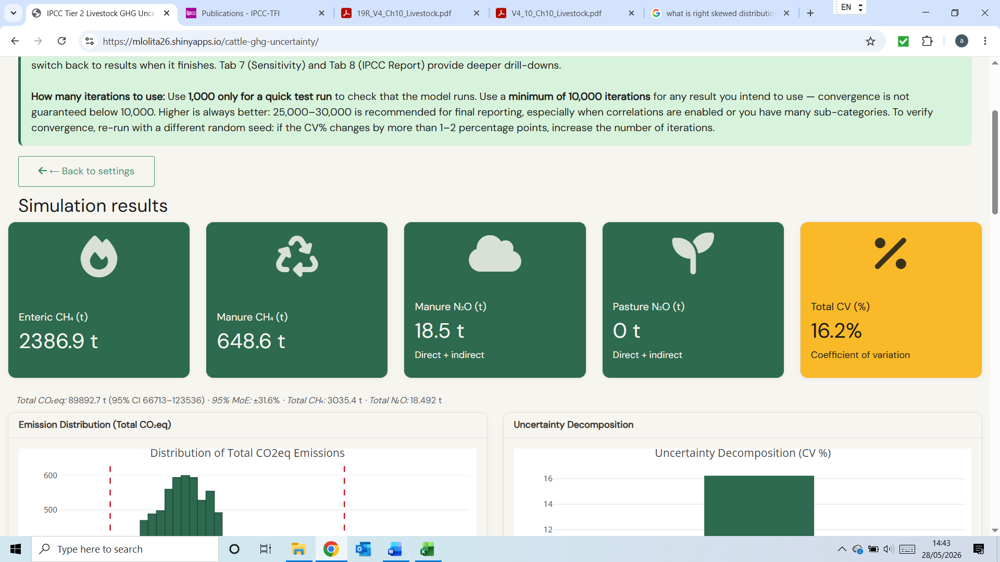 EN
IPCC Tier 2 Livestock GHG Unce
Publications - IPCC-TFI
19R_V4_Ch10_Livestock.pdf
V4_10_Ch10_Livestock.pdf
what is right skewed distributio
https://mlolita26.shinyapps.io/cattle-ghg-uncertainty/
a
switch back to results when it finishes. Tab 7 (Sensitivity) and Tab 8 (IPCC Report) provide deeper drill-downs.
How many iterations to use: Use 1,000 only for a quick test run to check that the model runs. Use a minimum of 10,000 iterations for any result you intend to use — convergence is not
guaranteed below 10,000. Higher is always better: 25,000–30,000 is recommended for final reporting, especially when correlations are enabled or you have many sub-categories. To verify
convergence, re-run with a different random seed: if the CV% changes by more than 1–2 percentage points, increase the number of iterations.
← Back to settings
Simulation results
Enteric CH₄ (t)
2386.9 t
Manure CH₄ (t)
648.6 t
Manure N₂O (t)
18.5 t
Direct + indirect
Pasture N₂O (t)
0 t
Direct + indirect
Total CV (%)
16.2%
Coefficient of variation
Total CO₂eq: 89892.7 t (95% CI 66713–123536) · 95% MoE: ±31.6% · Total CH₄: 3035.4 t · Total N₂O: 18.492 t
Emission Distribution (Total CO₂eq)
Distribution of Total CO2eq Emissions
600
500
Uncertainty Decomposition
Uncertainty Decomposition (CV %)
16
14
12
Type here to search
14:43
28/05/2026